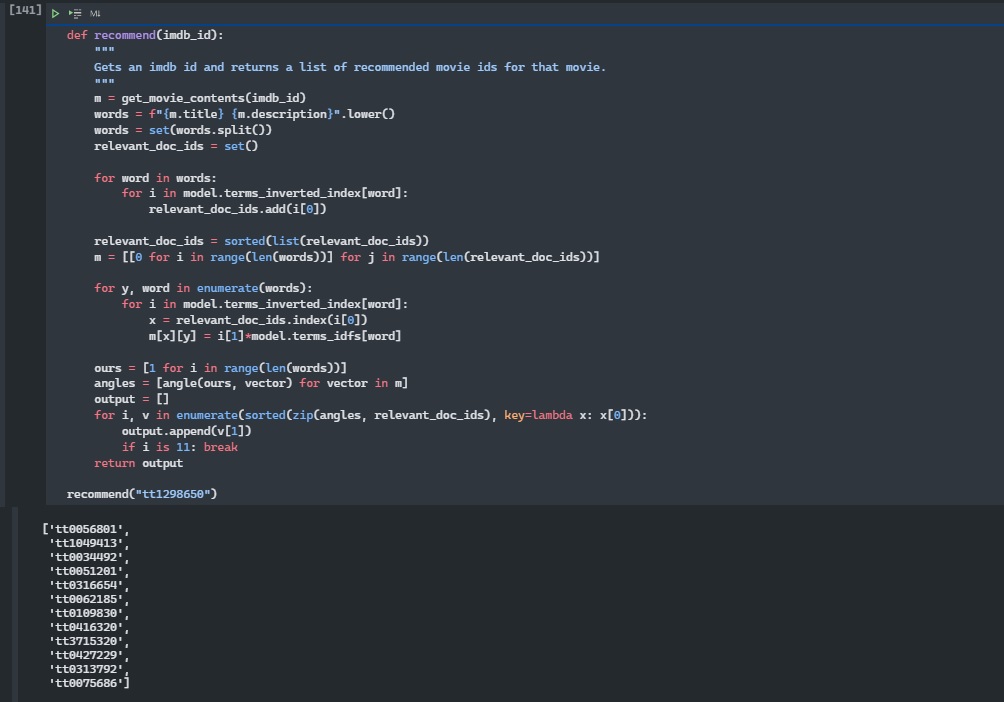 [141] M↓
def recommend(imdb_id):
    """
    Gets an imdb id and returns a list of recommended movie ids for that movie.
    """
    m = get_movie_contents(imdb_id)
    words = f"{m.title} {m.description}".lower()
    words = set(words.split())
    relevant_doc_ids = set()

    for word in words:
        for i in model.terms_inverted_index[word]:
            relevant_doc_ids.add(i[0])

    relevant_doc_ids = sorted(list(relevant_doc_ids))
    m = [[0 for i in range(len(words))] for j in range(len(relevant_doc_ids))]

    for y, word in enumerate(words):
        for i in model.terms_inverted_index[word]:
            x = relevant_doc_ids.index(i[0])
            m[x][y] = i[1]*model.terms_idfs[word]

    ours = [1 for i in range(len(words))]
    angles = [angle(ours, vector) for vector in m]
    output = []
    for i, v in enumerate(sorted(zip(angles, relevant_doc_ids), key=lambda x: x[0])):
        output.append(v[1])
        if i is 11: break
    return output

recommend("tt1298650")

['tt0056801',
 'tt1049413',
 'tt0034492',
 'tt0051201',
 'tt0316654',
 'tt0062185',
 'tt0109830',
 'tt0416320',
 'tt3715320',
 'tt0427229',
 'tt0313792',
 'tt0075686']